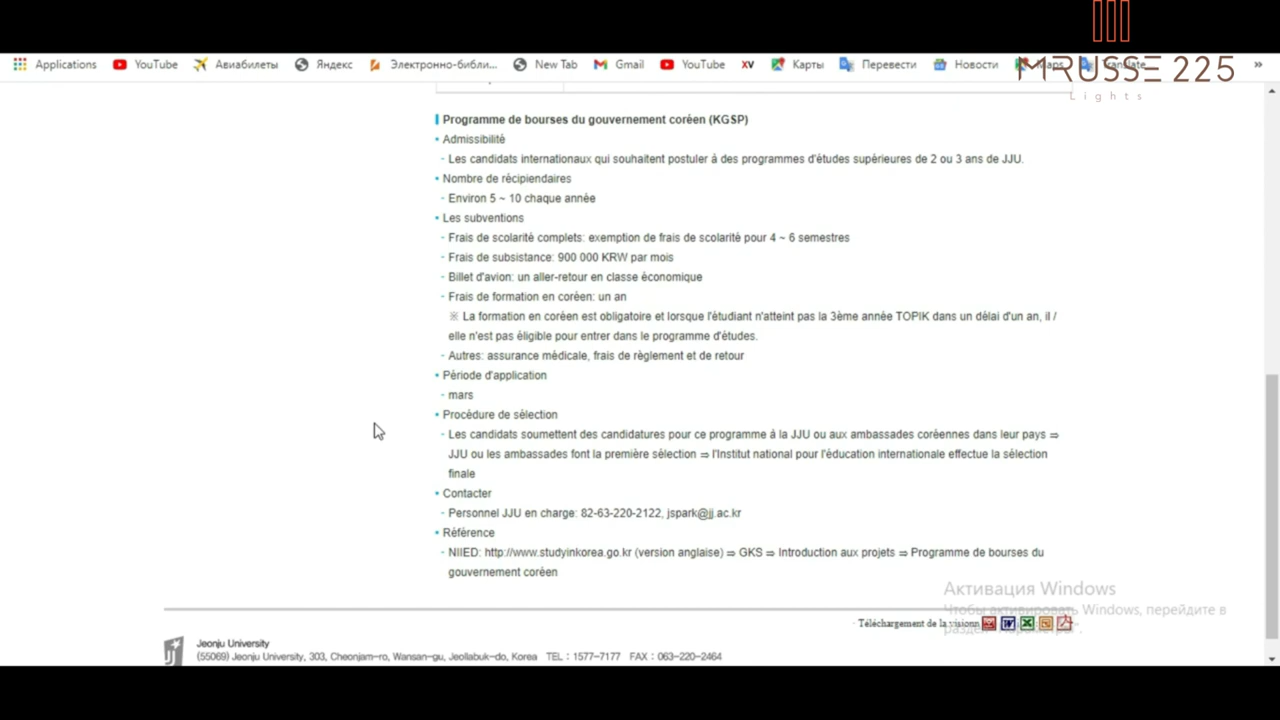 MRUSSE 225
Lights
Applications YouTube Авиабилеты Яндекс Электронно-библи... New Tab Gmail YouTube XV Карты Перевести Новости Maps Translate »
Programme de bourses du gouvernement coréen (KGSP)
Admissibilité
- Les candidats internationaux qui souhaitent postuler à des programmes d'études supérieures de 2 ou 3 ans de JJU.
Nombre de récipiendaires
- Environ 5 ~ 10 chaque année
Les subventions
- Frais de scolarité complets: exemption de frais de scolarité pour 4 ~ 6 semestres
- Frais de subsistance: 900 000 KRW par mois
- Billet d'avion: un aller-retour en classe économique
- Frais de formation en coréen: un an
※ La formation en coréen est obligatoire et lorsque l'étudiant n'atteint pas la 3ème année TOPIK dans un délai d'un an, il /
elle n'est pas éligible pour entrer dans le programme d'études.
- Autres: assurance médicale, frais de règlement et de retour
Période d'application
- mars
Procédure de sélection
- Les candidats soumettent des candidatures pour ce programme à la JJU ou aux ambassades coréennes dans leur pays ⇒
JJU ou les ambassades font la première sélection ⇒ l'Institut national pour l'éducation internationale effectue la sélection
finale
Contacter
- Personnel JJU en charge: 82-63-220-2122, jspark@jj.ac.kr
Référence
- NIIED: http://www.studyinkorea.go.kr (version anglaise) ⇒ GKS ⇒ Introduction aux projets ⇒ Programme de bourses du
gouvernement coréen
Активация Windows
Чтобы активировать Windows, перейдите в
раздел "Параметры".
· Téléchargement de la visionn
Jeonju University
(55069) Jeonju University, 303, Cheonjam-ro, Wansan-gu, Jeollabuk-do, Korea TEL : 1577-7177 FAX : 063-220-2464